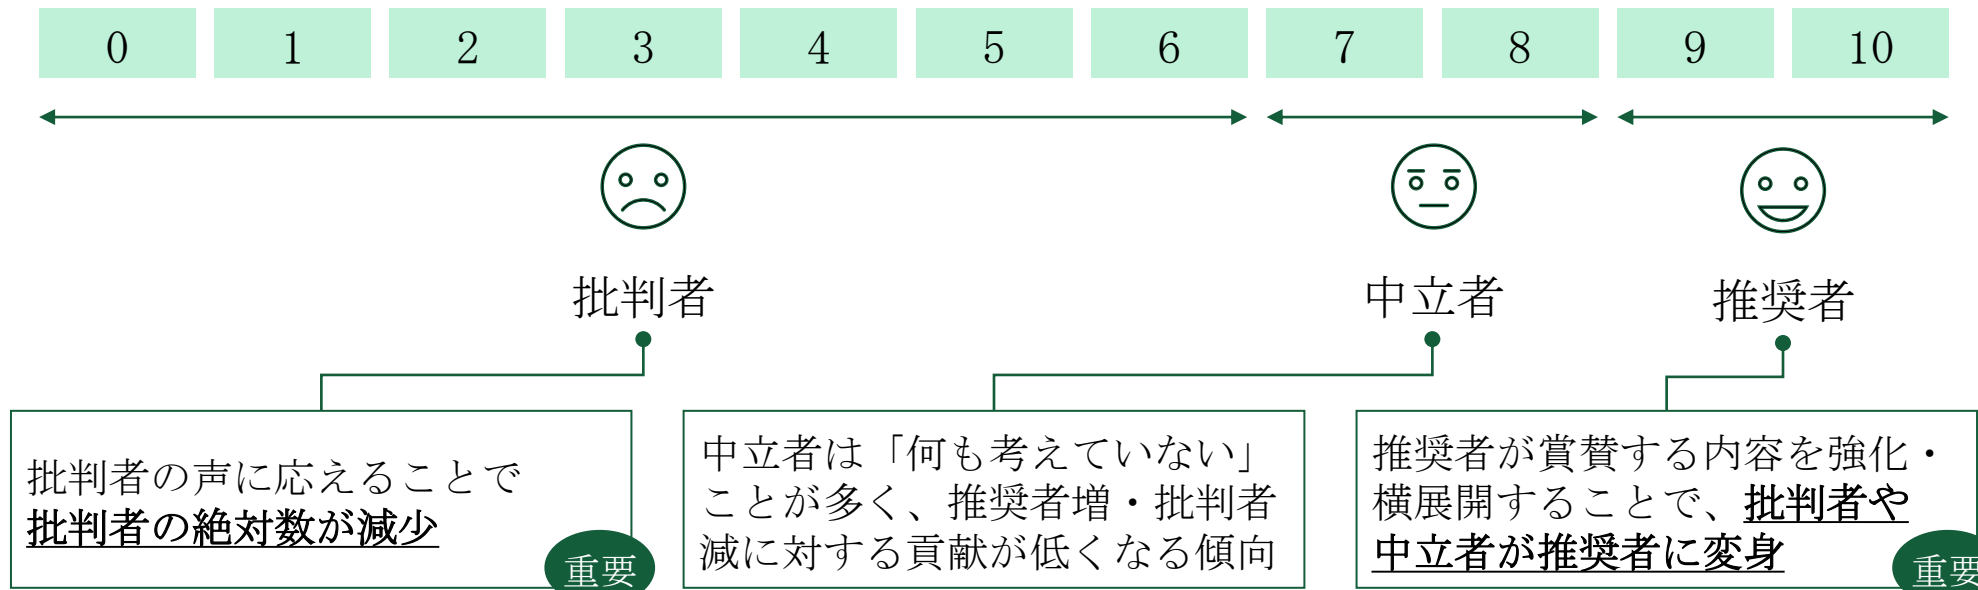 0 1 2 3 4 5 6 7 8 9 10
批判者
中立者
推奨者
批判者の声に応えることで
批判者の絶対数が減少
重要
中立者は「何も考えていない」
ことが多く、推奨者増・批判者
減に対する貢献が低くなる傾向
推奨者が賞賛する内容を強化・
横展開することで、批判者や
中立者が推奨者に変身
重要